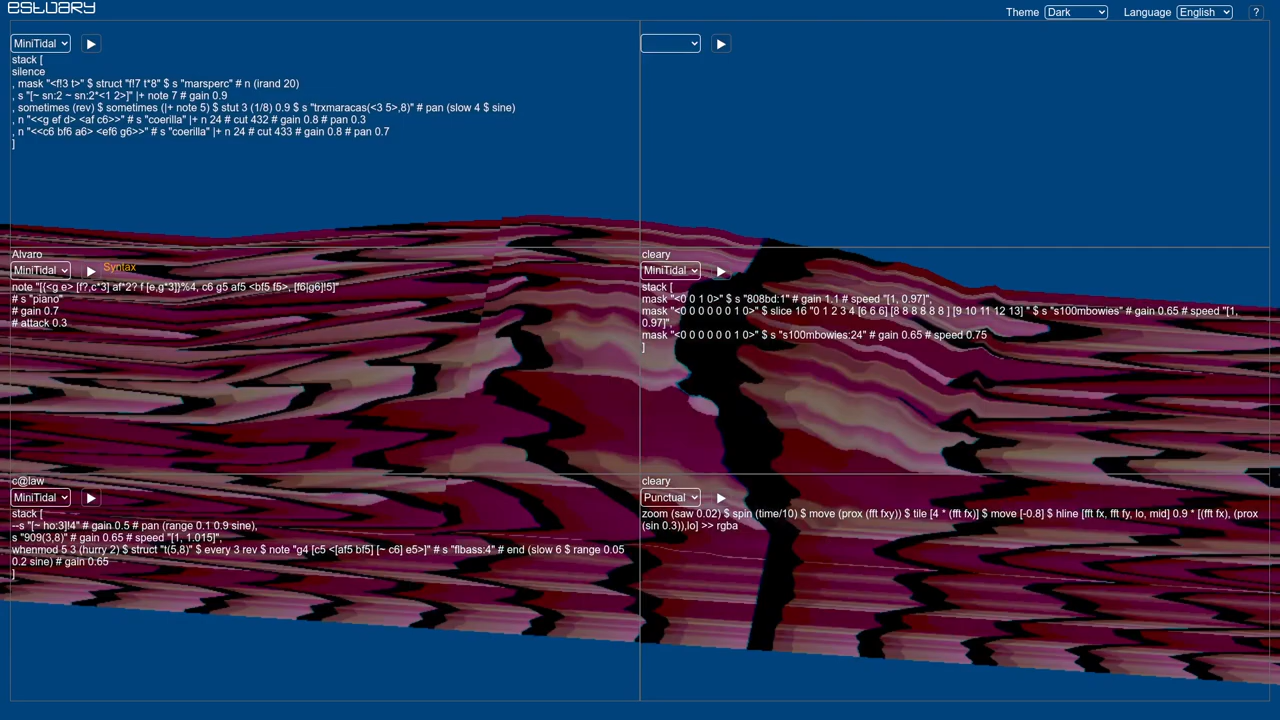 estuary
Theme Dark Language English ?
MiniTidal
stack [
silence
, mask "<f!3 t>" $ struct "f!7 t*8" $ s "marsperc" # n (irand 20)
, s "[~ sn:2 ~ sn:2*<1 2>]" |+ note 7 # gain 0.9
, sometimes (rev) $ sometimes (|+ note 5) $ stut 3 (1/8) 0.9 $ s "trxmaracas(<3 5>,8)" # pan (slow 4 $ sine)
, n "<<g ef d> <af c6>>" # s "coerilla" |+ n 24 # cut 432 # gain 0.8 # pan 0.3
, n "<<c6 bf6 a6> <ef6 g6>>" # s "coerilla" |+ n 24 # cut 433 # gain 0.8 # pan 0.7
]
Alvaro
MiniTidal Syntax
note "[{<g e> [f?,c*3] af*2? f [e,g*3]}%4, c6 g5 af5 <bf5 f5>, [f6|g6]!5]"
# s "piano"
# gain 0.7
# attack 0.3
cleary
MiniTidal
stack [
mask "<0 0 1 0>" $ s "808bd:1" # gain 1.1 # speed "[1, 0.97]",
mask "<0 0 0 0 0 0 1 0>" $ slice 16 "0 1 2 3 4 [6 6 6] [8 8 8 8 8 8 ] [9 10 11 12 13] " $ s "s100mbowies" # gain 0.65 # speed "[1,
0.97]",
mask "<0 0 0 0 0 0 1 0>" $ s "s100mbowies:24" # gain 0.65 # speed 0.75
]
c@law
MiniTidal
stack [
--s "[~ ho:3]!4" # gain 0.5 # pan (range 0.1 0.9 sine),
s "909(3,8)" # gain 0.65 # speed "[1, 1.015]",
whenmod 5 3 (hurry 2) $ struct "t(5,8)" $ every 3 rev $ note "g4 [c5 <[af5 bf5] [~ c6] e5>]" # s "flbass:4" # end (slow 6 $ range 0.05
0.2 sine) # gain 0.65
]
cleary
Punctual
zoom (saw 0.02) $ spin (time/10) $ move (prox (fft fxy)) $ tile [4 * (fft fx)] $ move [-0.8] $ hline [fft fx, fft fy, lo, mid] 0.9 * [(fft fx), (prox
(sin 0.3)),lo] >> rgba